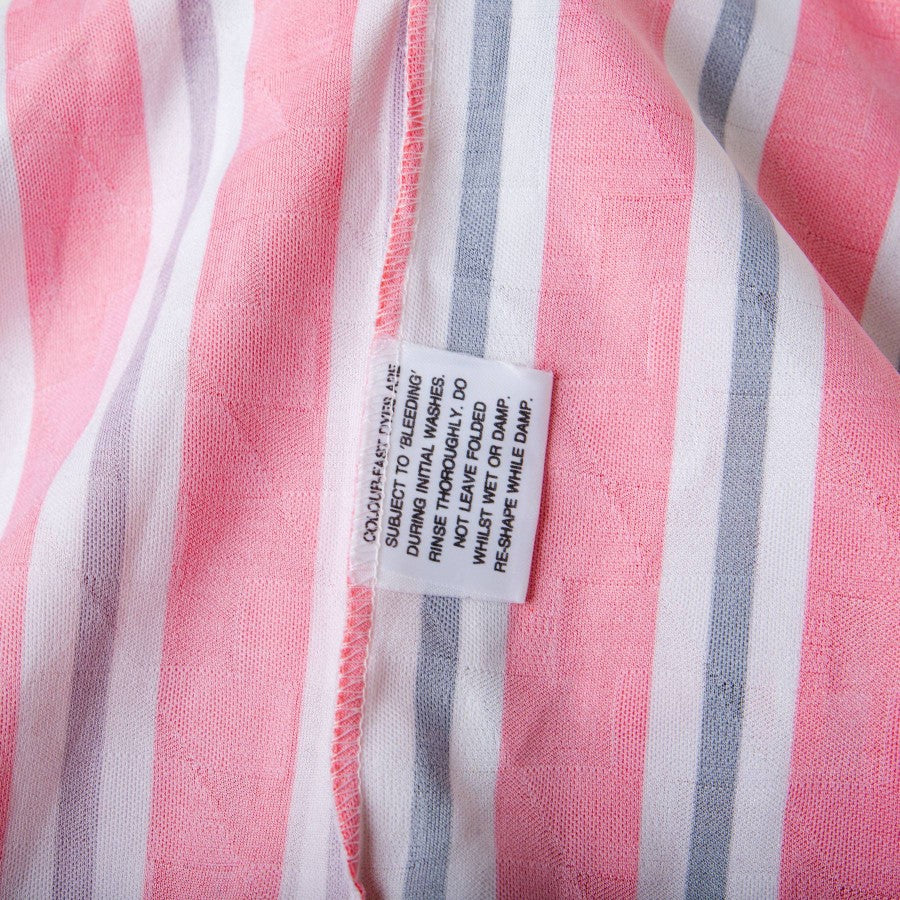 COLOUR-FAST DYES ARE
SUBJECT TO 'BLEEDING'
DURING INITIAL WASHES.
RINSE THOROUGHLY. DO
NOT LEAVE FOLDED
WHILST WET OR DAMP.
RE-SHAPE WHILE DAMP.